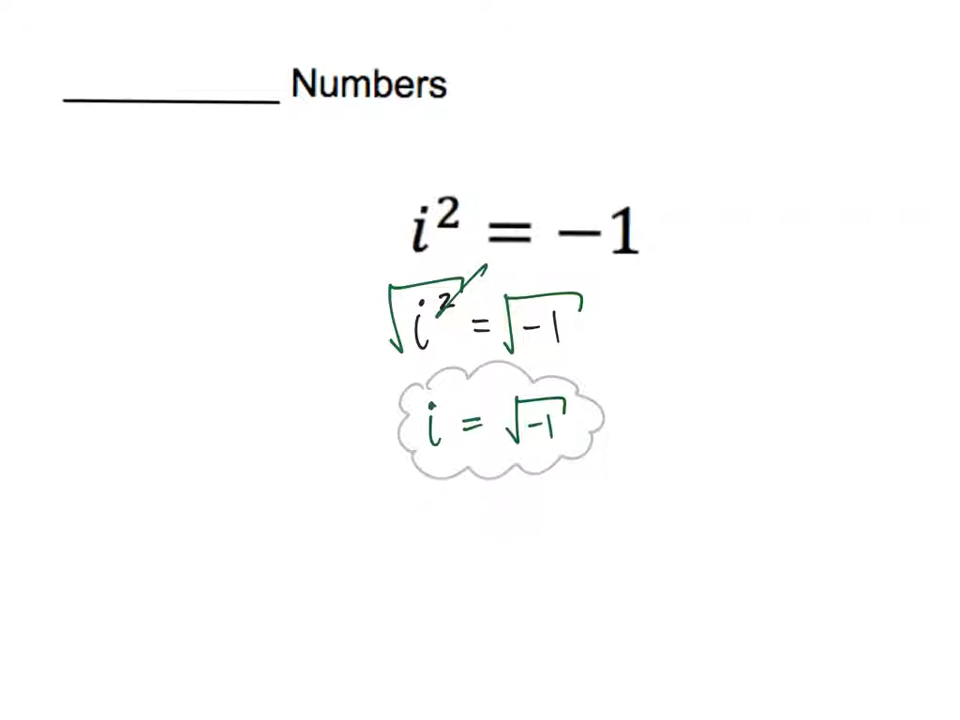 __________ Numbers
i² = −1
√i² = √−1
i = √−1